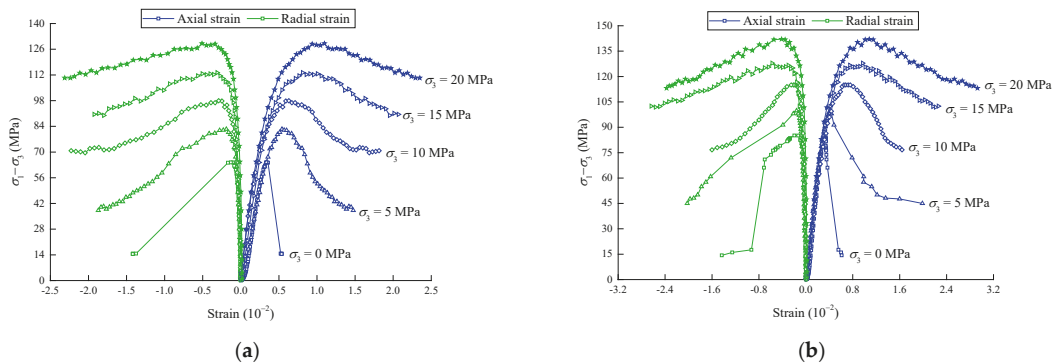 Axial strain Radial strain
140
126
112
98
84
70
56
42
28
14
0
σ1−σ3 (MPa)
σ3 = 20 MPa
σ3 = 15 MPa
σ3 = 10 MPa
σ3 = 5 MPa
σ3 = 0 MPa
-2.5 -2.0 -1.5 -1.0 -0.5 0.0 0.5 1.0 1.5 2.0 2.5
Strain (10⁻²)
(a)
Axial strain Radial strain
150
135
120
105
90
75
60
45
30
15
0
σ1−σ3 (MPa)
σ3 = 20 MPa
σ3 = 15 MPa
σ3 = 10 MPa
σ3 = 5 MPa
σ3 = 0 MPa
-3.2 -2.4 -1.6 -0.8 0.0 0.8 1.6 2.4 3.2
Strain (10⁻²)
(b)